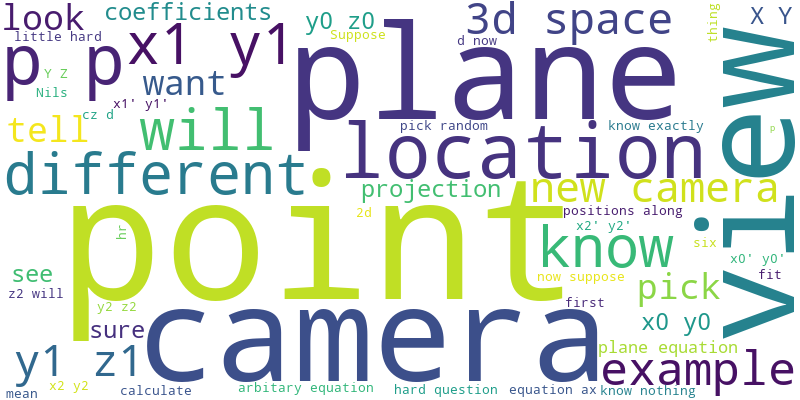 look
coefficients
y0 z0
3d space
X Y
thing
little hard
Suppose
d now
p p
x1 y1
plane
view
Y Z
want
Nils
x1' y1'
cz d
tell
will
pick random
know exactly
location
different
projection
new camera
point
2d
positions along
x2' y2'
hr
know
six
p
x0' y0'
see
now suppose
fit
z2 will
y2 z2
first
pick
sure
camera
x0 y0
y1 z1
plane equation
example
mean
x2 y2
calculate
arbitary equation
hard question
equation ax
know nothing